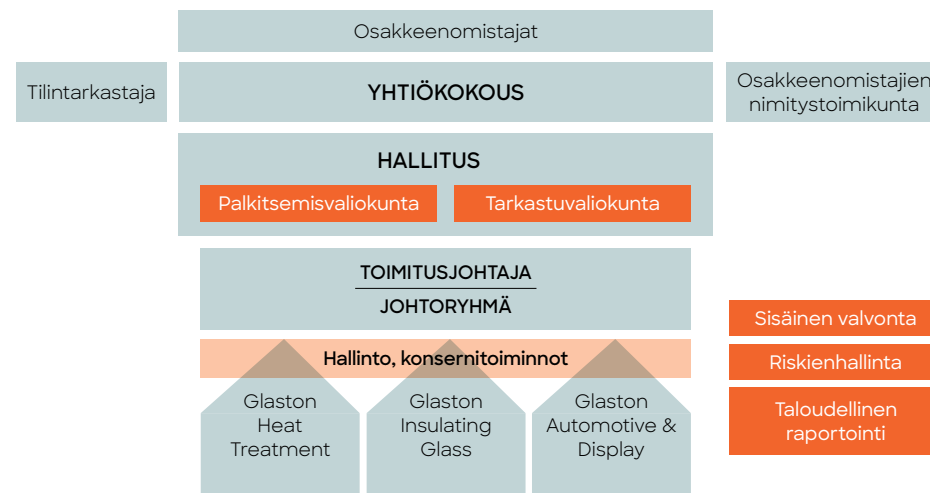 Osakkeenomistajat
Tilintarkastaja
YHTIÖKOKOUS
Osakkeenomistajien
nimitystoimikunta
HALLITUS
Palkitsemisvaliokunta
Tarkastuvaliokunta
TOIMITUSJOHTAJA
JOHTORYHMÄ
Hallinto, konsernitoiminnot
Glaston
Heat
Treatment
Glaston
Insulating
Glass
Glaston
Automotive &
Display
Sisäinen valvonta
Riskienhallinta
Taloudellinen
raportointi